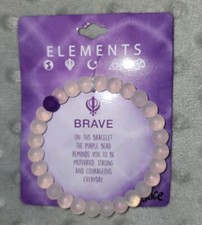 ELEMENTS
BRAVE
ON THIS BRACELET
THE PURPLE BEAD
REMINDS YOU TO BE
MOTIVATED, STRONG
AND COURAGEOUS
EVERYDAY.